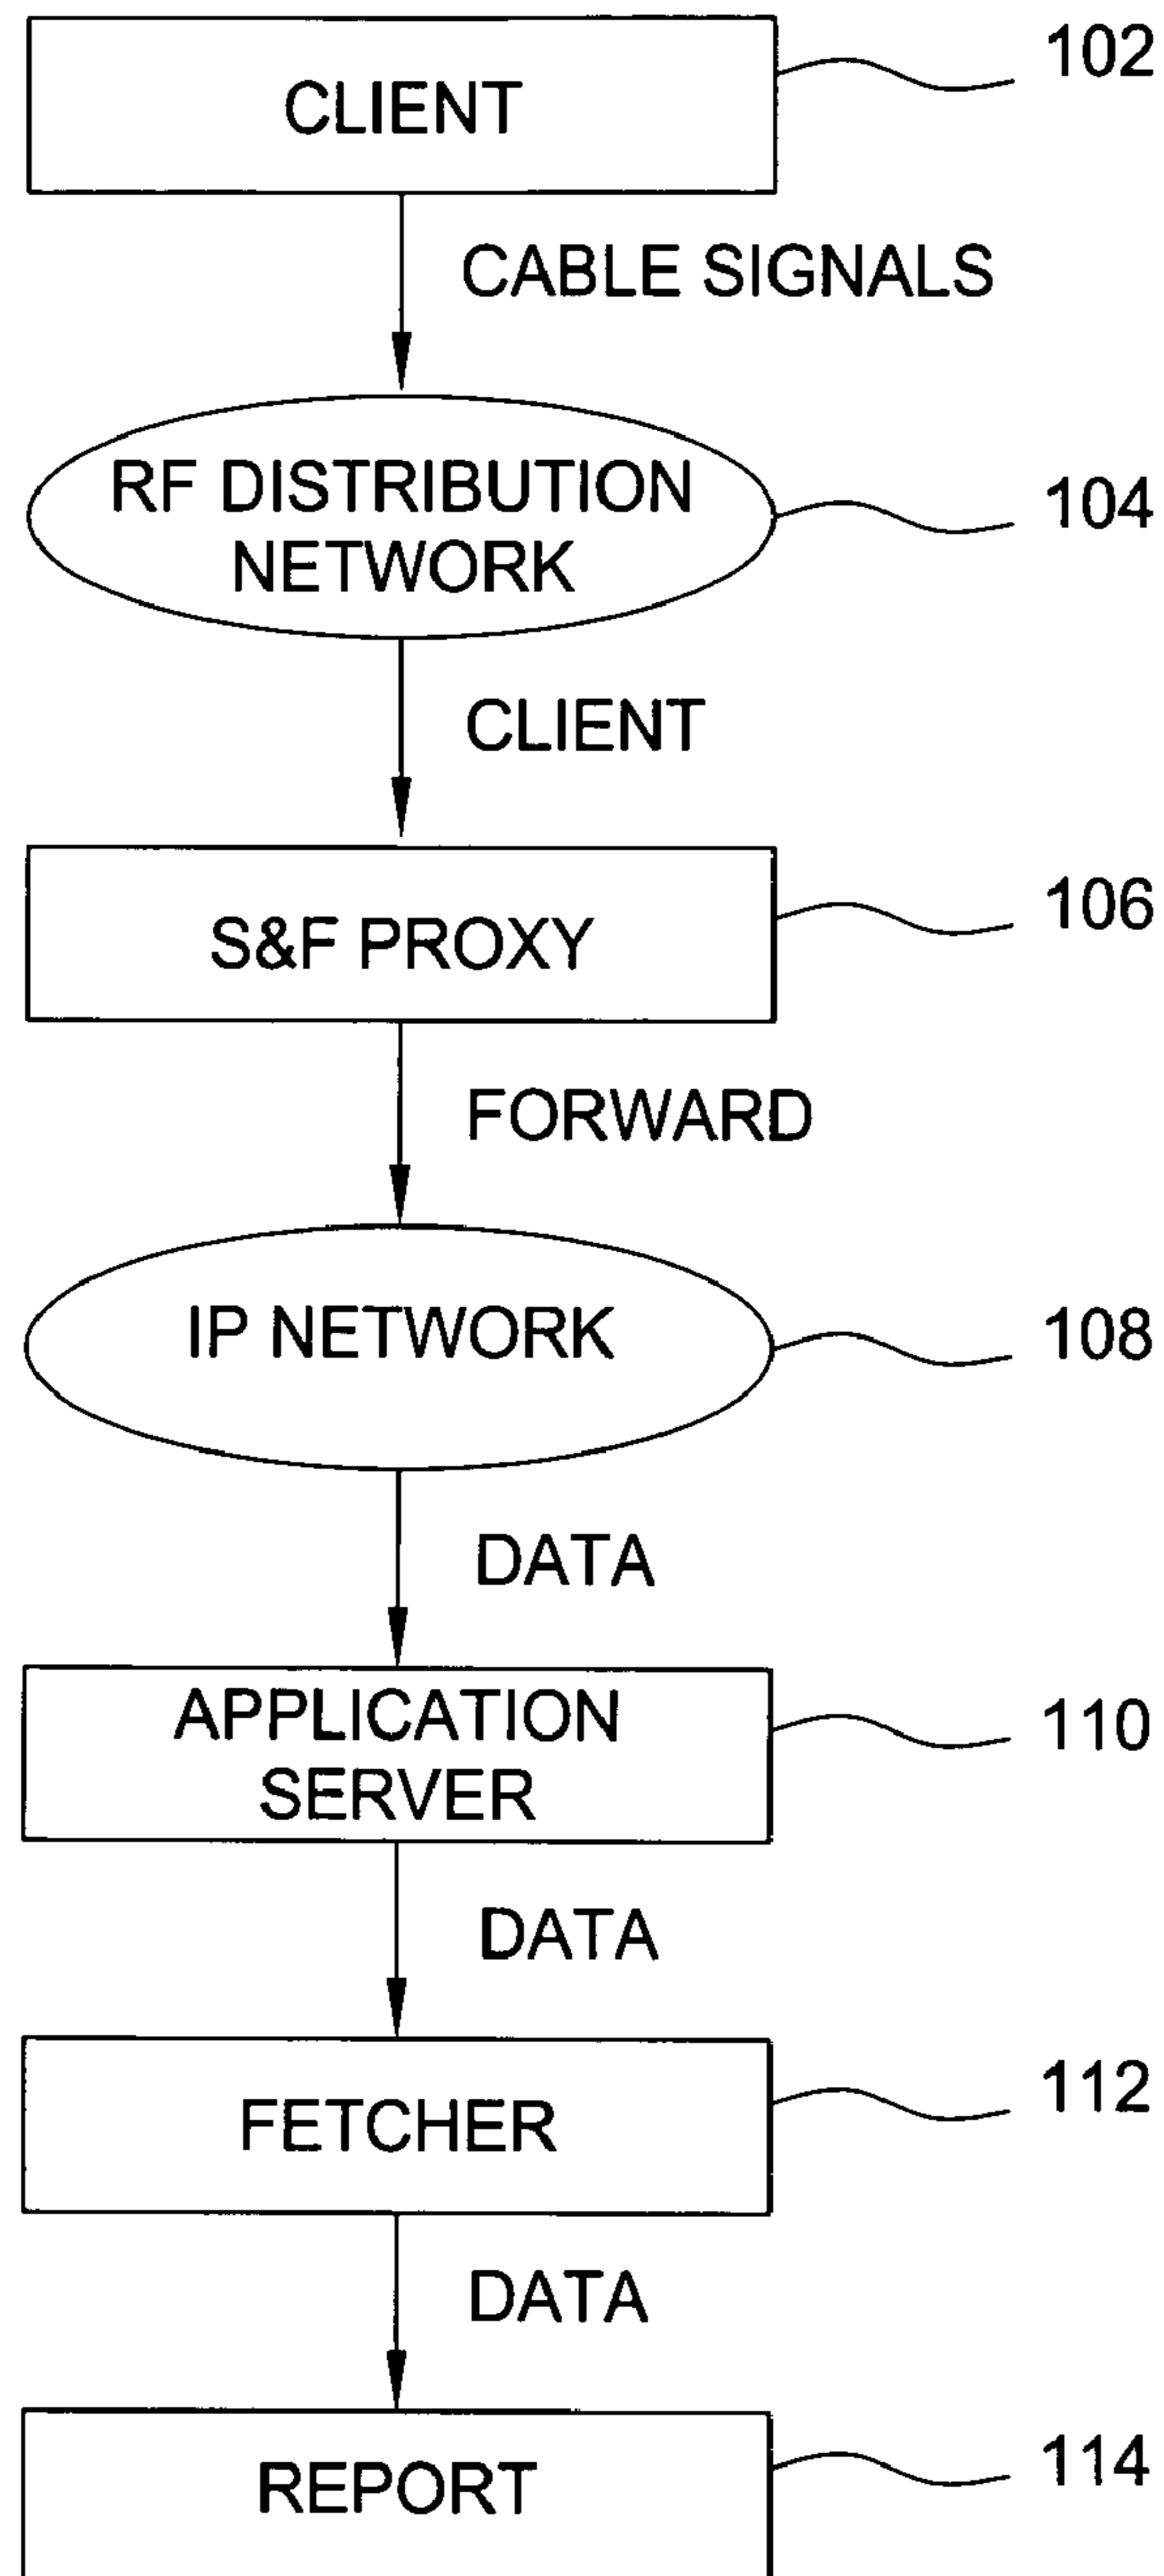 CLIENT
102
CABLE SIGNALS
RF DISTRIBUTION
NETWORK
104
CLIENT
S&F PROXY
106
FORWARD
IP NETWORK
108
DATA
APPLICATION
SERVER
110
DATA
FETCHER
112
DATA
REPORT
114